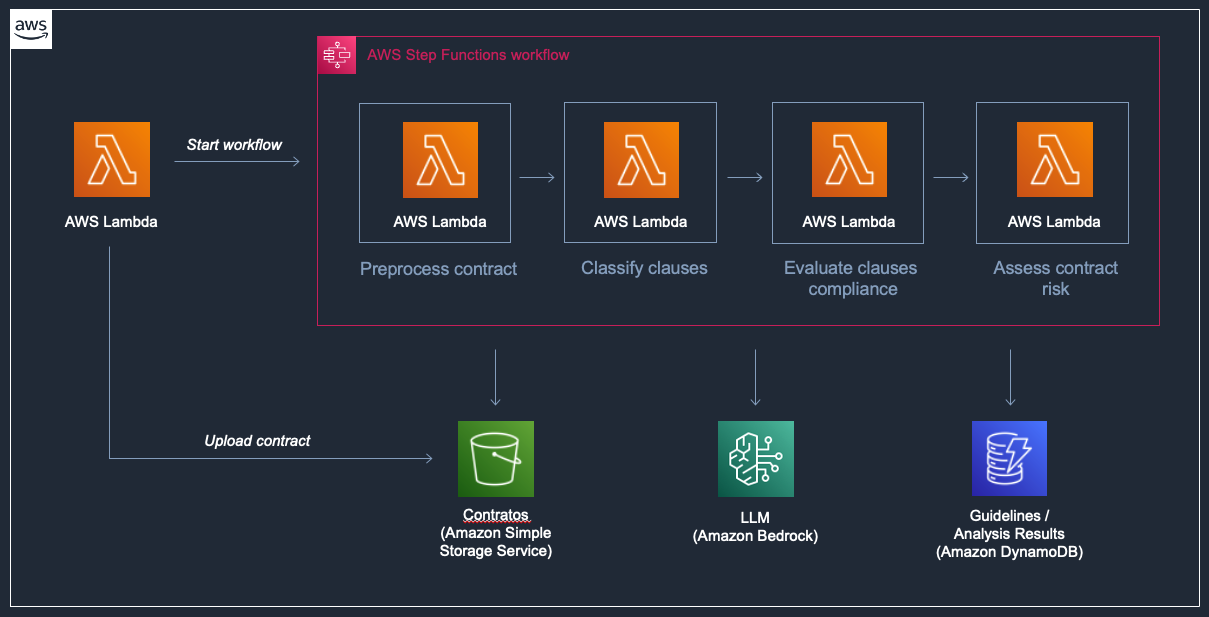 aws
AWS Step Functions workflow
Start workflow
AWS Lambda
AWS Lambda
AWS Lambda
AWS Lambda
AWS Lambda
Preprocess contract
Classify clauses
Evaluate clauses
compliance
Assess contract
risk
Upload contract
Contratos
(Amazon Simple
Storage Service)
LLM
(Amazon Bedrock)
Guidelines /
Analysis Results
(Amazon DynamoDB)